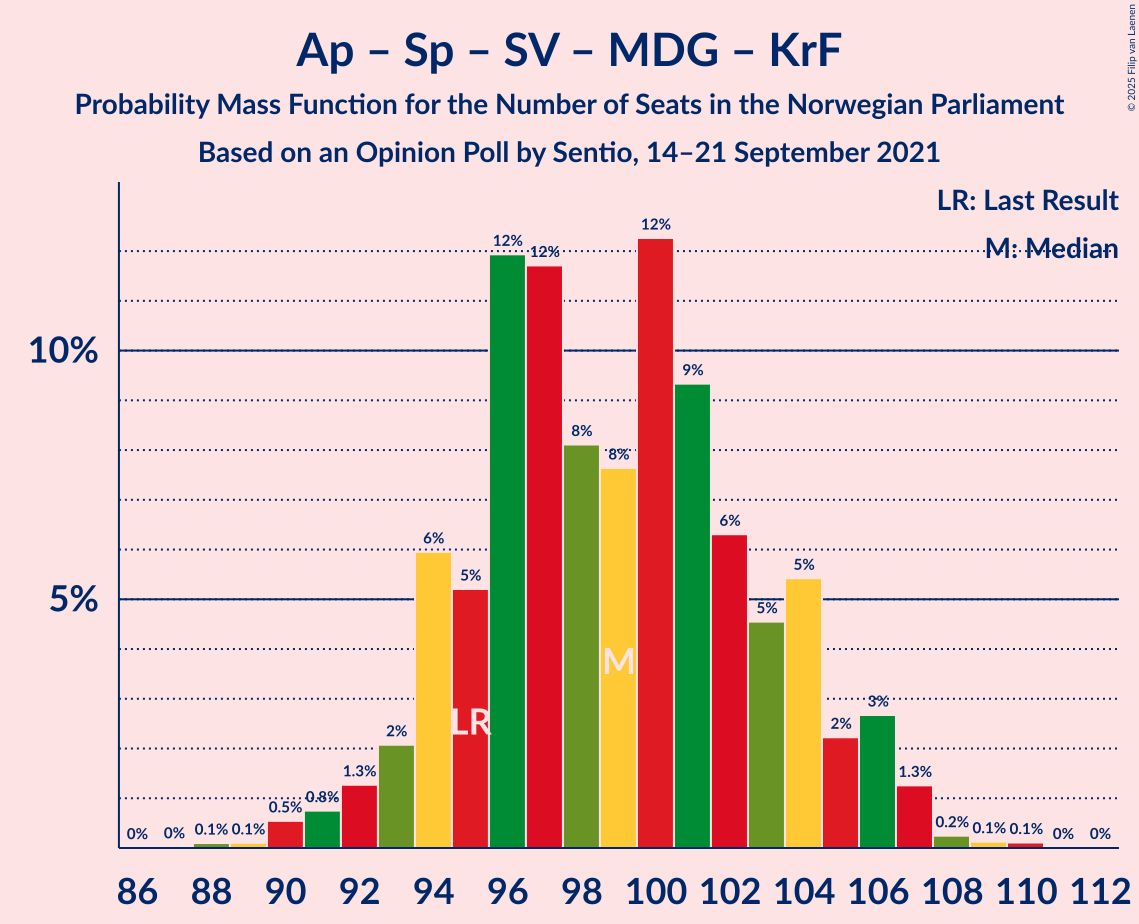 Ap – Sp – SV – MDG – KrF
Probability Mass Function for the Number of Seats in the Norwegian Parliament
Based on an Opinion Poll by Sentio, 14–21 September 2021
© 2025 Filip van Laenen
LR: Last Result
M: Median
10%
5%
0% 0% 0.1% 0.1% 0.5% 0.8% 1.3% 2% 6% 5% 12% 12% 8% 8% 12% 9% 6% 5% 5% 2% 3% 1.3% 0.2% 0.1% 0.1% 0% 0%
LR
M
86 88 90 92 94 96 98 100 102 104 106 108 110 112